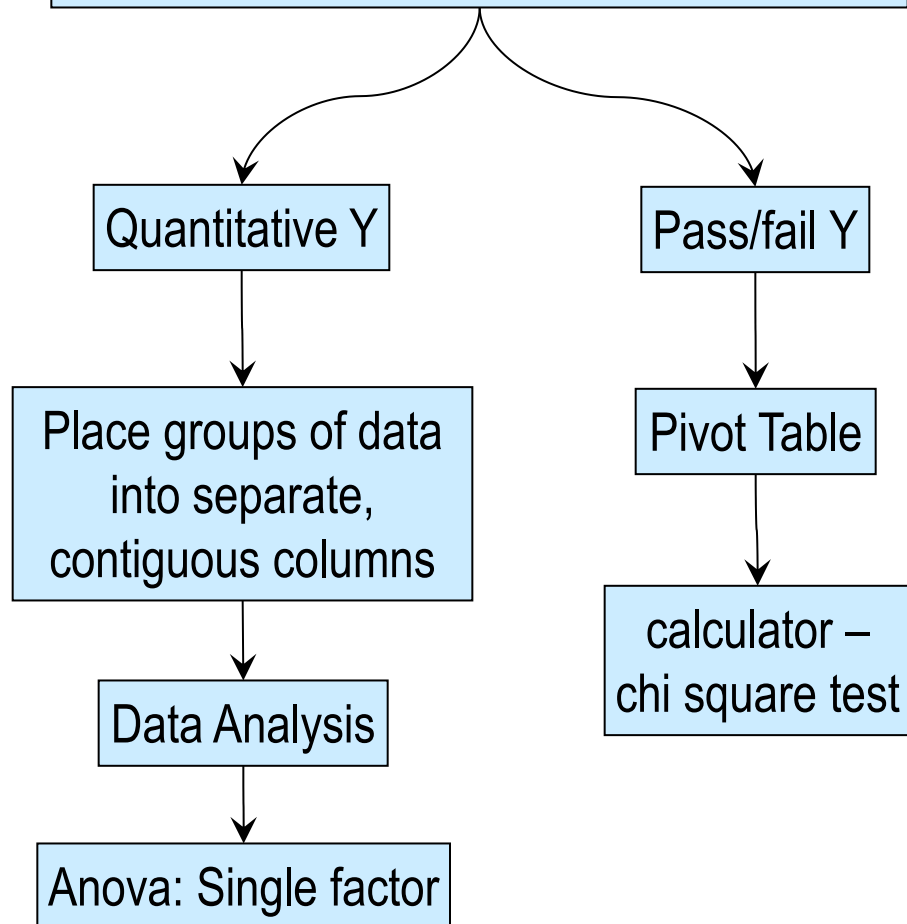 Quantitative Y
Pass/fail Y
Place groups of data
into separate,
contiguous columns
Pivot Table
calculator –
chi square test
Data Analysis
Anova: Single factor